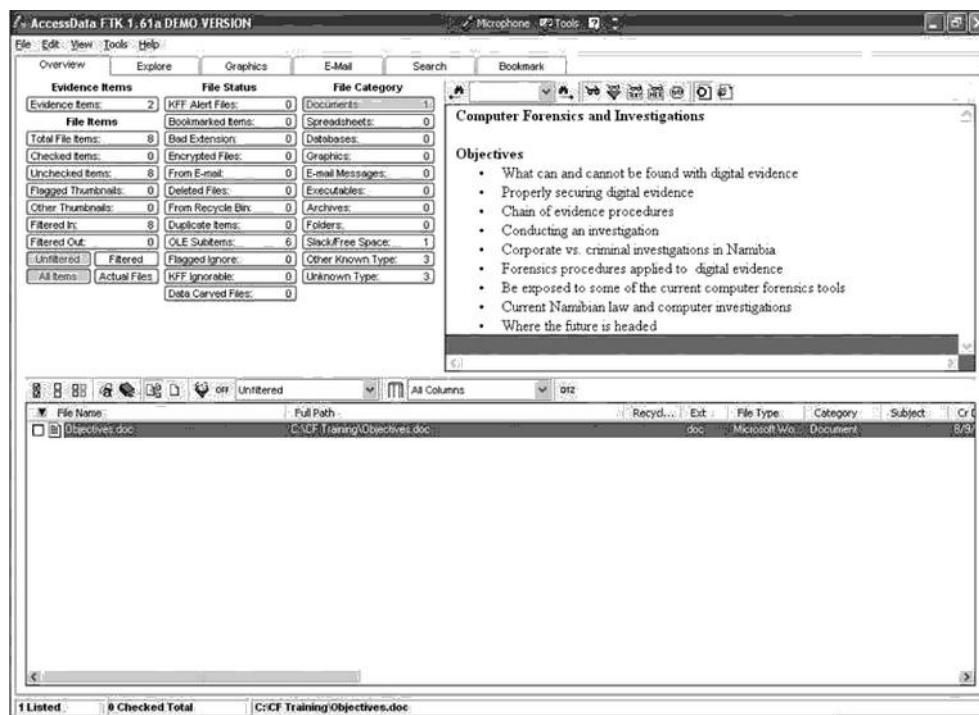 AccessData FTK 1.61a DEMO VERSION
Microphone Tools
File Edit View Tools Help
Overview Explore Graphics E-Mail Search Bookmark
Evidence Items File Status File Category
Evidence Items: 2 KFF Alert Files: 0 Documents: 1
File Items Bookmarked Items: 0 Spreadsheets: 0
Total File Items: 8 Bad Extension: 0 Databases: 0
Checked Items: 0 Encrypted Files: 0 Graphics: 0
Unchecked Items: 8 From E-mail: 0 E-mail Messages: 0
Flagged Thumbnails: 0 Deleted Files: 0 Executables: 0
Other Thumbnails: 0 From Recycle Bin: 0 Archives: 0
Filtered In: 8 Duplicate Items: 0 Folders: 0
Filtered Out: 0 OLE Subitems: 6 Slack/Free Space: 1
Unfiltered Filtered Flagged Ignore: 0 Other Known Type: 3
All Items Actual Files KFF Ignorable: 0 Unknown Type: 3
Data Carved Files: 0
Computer Forensics and Investigations
Objectives
• What can and cannot be found with digital evidence
• Properly securing digital evidence
• Chain of evidence procedures
• Conducting an investigation
• Corporate vs. criminal investigations in Namibia
• Forensics procedures applied to digital evidence
• Be exposed to some of the current computer forensics tools
• Current Namibian law and computer investigations
• Where the future is headed
OFF Unfiltered All Columns DTZ
File Name Full Path Recycl... Ext File Type Category Subject Cr D
Objectives.doc C:\CF Training\Objectives.doc doc Microsoft Wo... Document 8/9/
1 Listed 0 Checked Total C:\CF Training\Objectives.doc